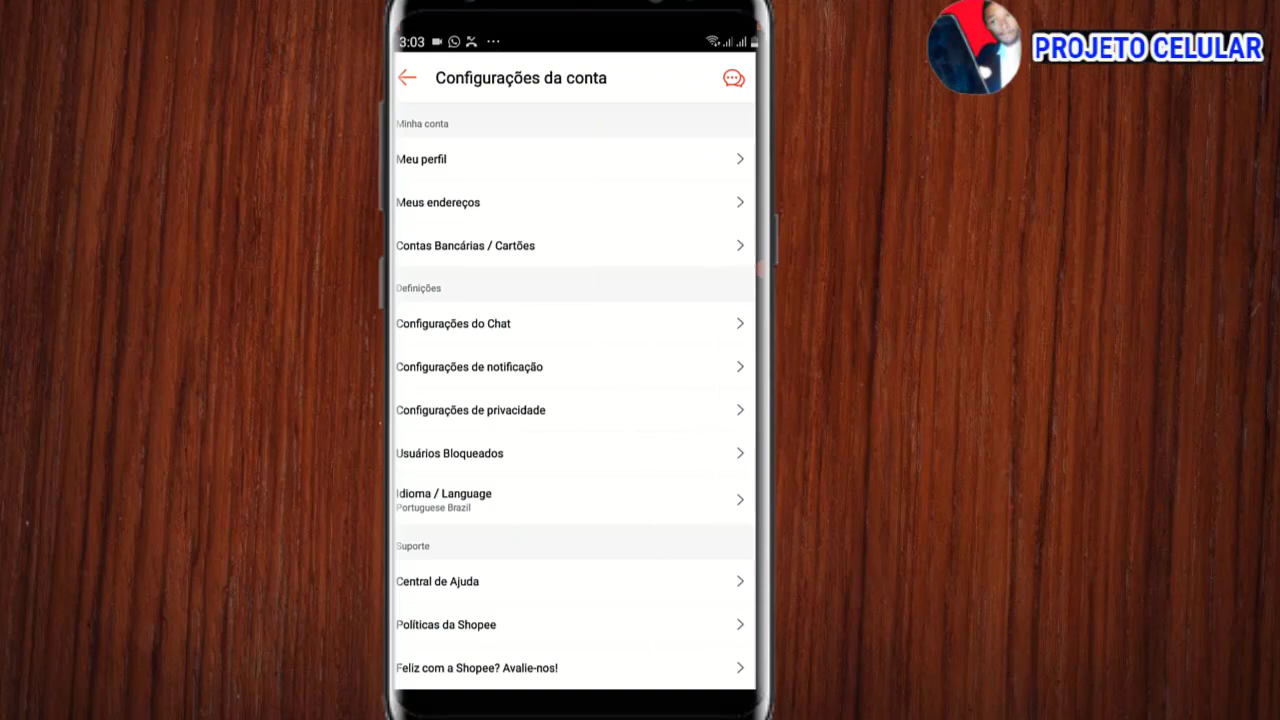 PROJETO CELULAR
3:03
Configurações da conta
Minha conta
Meu perfil
Meus endereços
Contas Bancárias / Cartões
Definições
Configurações do Chat
Configurações de notificação
Configurações de privacidade
Usuários Bloqueados
Idioma / Language
Portuguese Brazil
Suporte
Central de Ajuda
Políticas da Shopee
Feliz com a Shopee? Avalie-nos!